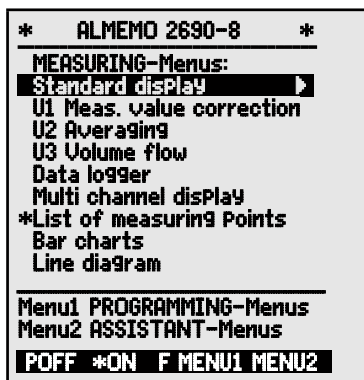 * ALMEMO 2690-8 *
MEASURING-Menus:
Standard display ▶
U1 Meas. value correction
U2 Averaging
U3 Volume flow
Data logger
Multi channel display
*List of measuring Points
Bar charts
Line diagram
Menu1 PROGRAMMING-Menus
Menu2 ASSISTANT-Menus
POFF *ON F MENU1 MENU2